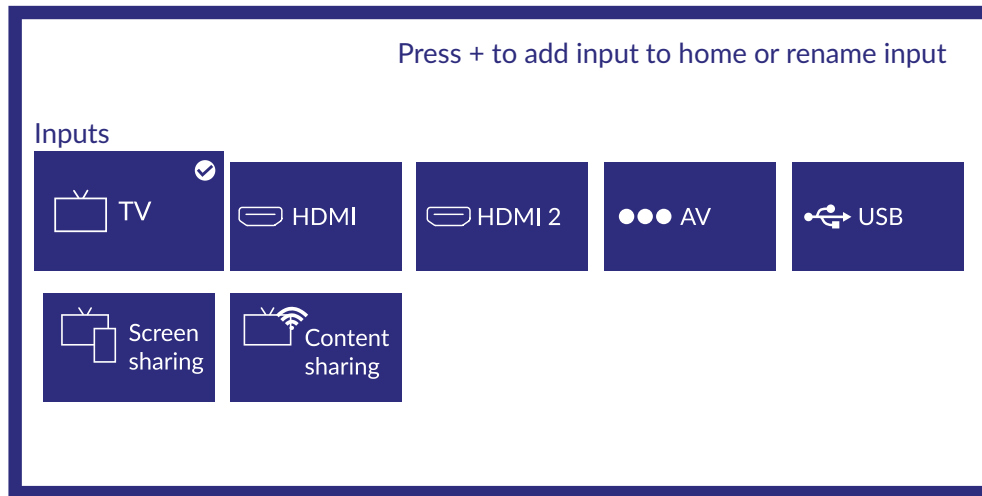 Press + to add input to home or rename input
Inputs
TV
HDMI
HDMI 2
AV
USB
Screen
sharing
Content
sharing